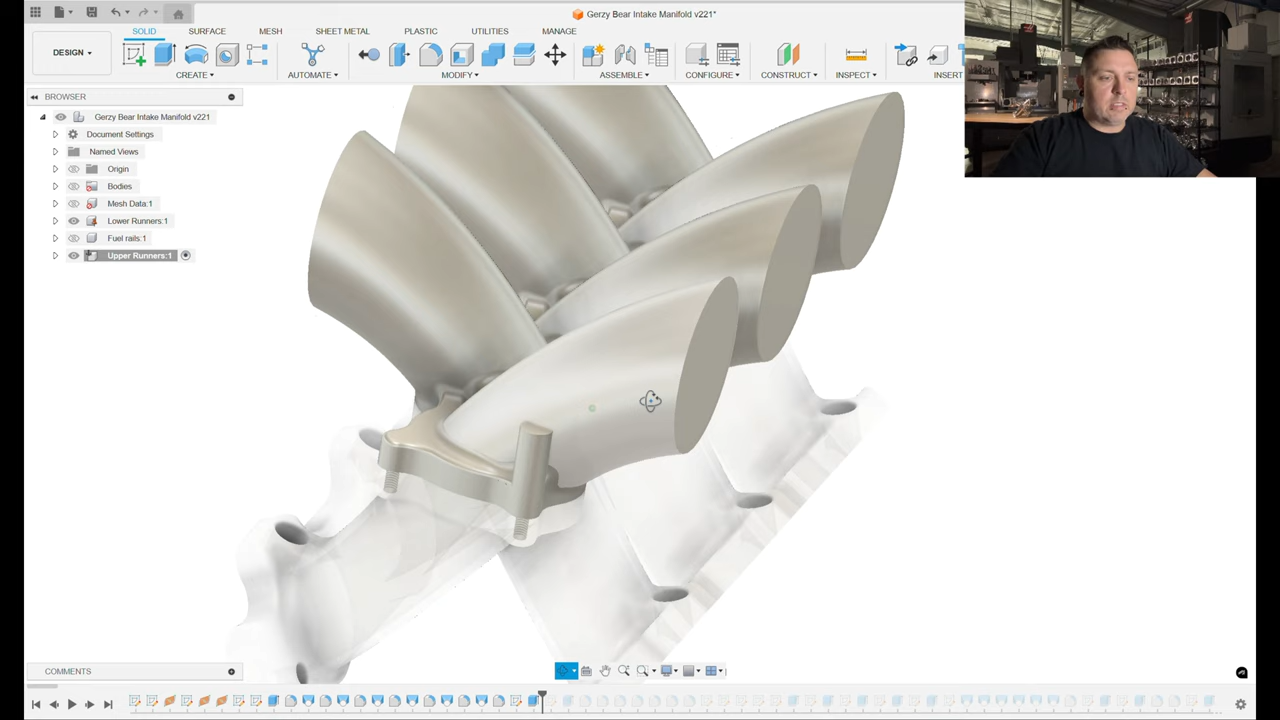 Gerzy Bear Intake Manifold v221*
SOLID SURFACE MESH SHEET METAL PLASTIC UTILITIES MANAGE
DESIGN
CREATE AUTOMATE MODIFY ASSEMBLE CONFIGURE CONSTRUCT INSPECT INSERT
BROWSER
Gerzy Bear Intake Manifold v221
Document Settings
Named Views
Origin
Bodies
Mesh Data:1
Lower Runners:1
Fuel rails:1
Upper Runners:1
COMMENTS